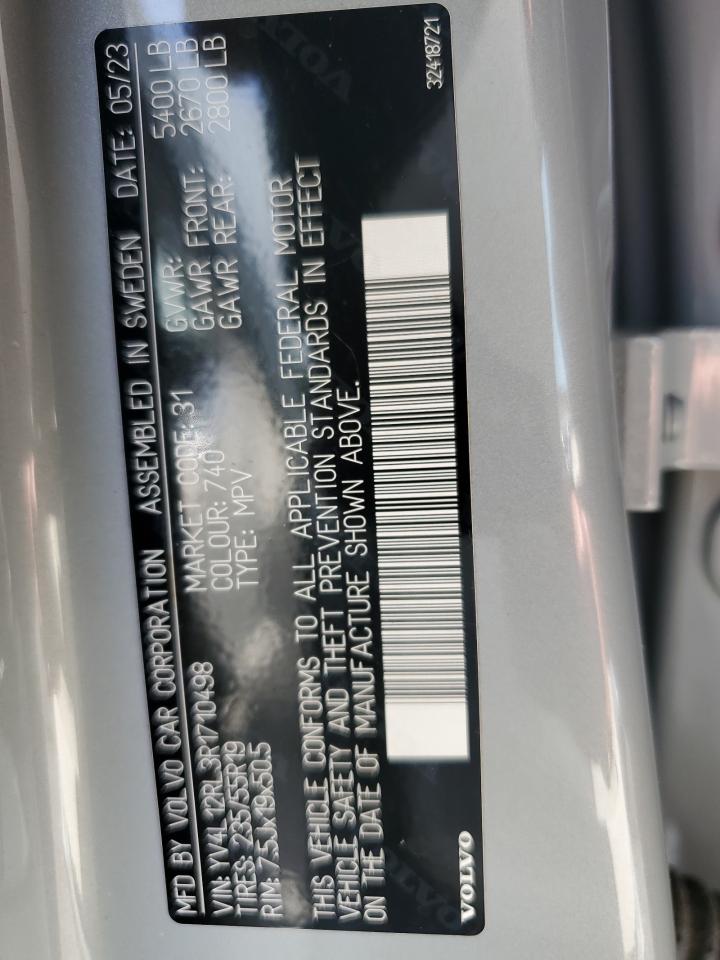 MFD BY VOLVO CAR CORPORATION ASSEMBLED IN SWEDEN DATE: 05/23
VIN: YV4L12RL3R1710498 MARKET CODE: 31 GVWR: 5400 LB
TIRES: 235/55R19 COLOUR: 740 GAWR FRONT: 2670 LB
RIM: 7.5Jx19x50.5 TYPE: MPV GAWR REAR: 2800 LB
THIS VEHICLE CONFORMS TO ALL APPLICABLE FEDERAL MOTOR
VEHICLE SAFETY AND THEFT PREVENTION STANDARDS IN EFFECT
ON THE DATE OF MANUFACTURE SHOWN ABOVE.
VOLVO 32418721